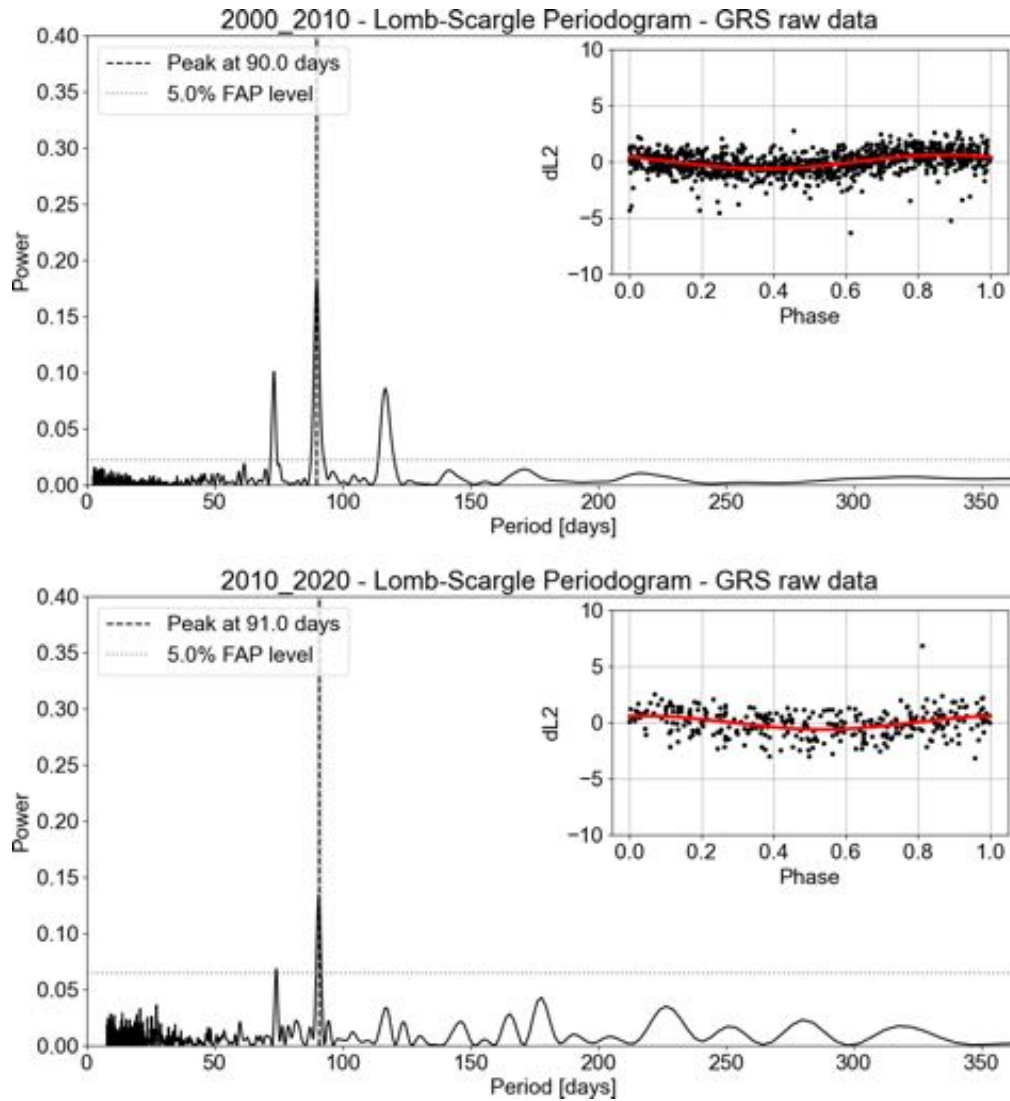 2000_2010 - Lomb-Scargle Periodogram - GRS raw data
0.40
0.35
0.30
0.25
0.20
0.15
0.10
0.05
0.00
Power
Peak at 90.0 days
5.0% FAP level
10
5
0
−5
−10
dL2
0.0 0.2 0.4 0.6 0.8 1.0
Phase
0 50 100 150 200 250 300 350
Period [days]
2010_2020 - Lomb-Scargle Periodogram - GRS raw data
0.40
0.35
0.30
0.25
0.20
0.15
0.10
0.05
0.00
Power
Peak at 91.0 days
5.0% FAP level
10
5
0
−5
−10
dL2
0.0 0.2 0.4 0.6 0.8 1.0
Phase
0 50 100 150 200 250 300 350
Period [days]